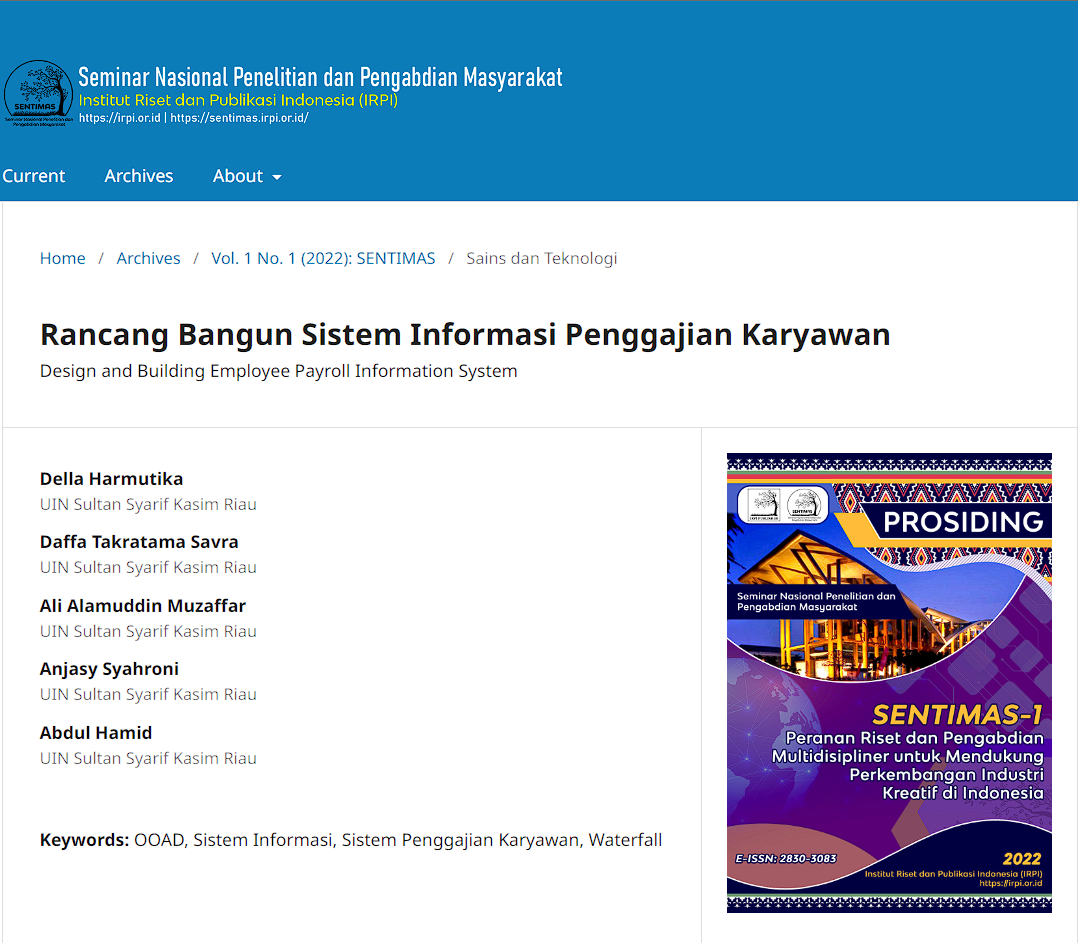 SENTIMAS
Seminar Nasional Penelitian dan
Pengabdian Masyarakat
Seminar Nasional Penelitian dan Pengabdian Masyarakat
Institut Riset dan Publikasi Indonesia (IRPI)
https://irpi.or.id | https://sentimas.irpi.or.id/
Current Archives About
Home / Archives / Vol. 1 No. 1 (2022): SENTIMAS / Sains dan Teknologi
Rancang Bangun Sistem Informasi Penggajian Karyawan
Design and Building Employee Payroll Information System
Della Harmutika
UIN Sultan Syarif Kasim Riau
Daffa Takratama Savra
UIN Sultan Syarif Kasim Riau
Ali Alamuddin Muzaffar
UIN Sultan Syarif Kasim Riau
Anjasy Syahroni
UIN Sultan Syarif Kasim Riau
Abdul Hamid
UIN Sultan Syarif Kasim Riau
Keywords: OOAD, Sistem Informasi, Sistem Penggajian Karyawan, Waterfall
SENTIMAS
PROSIDING
Seminar Nasional Penelitian dan
Pengabdian Masyarakat
SENTIMAS-1
Peranan Riset dan Pengabdian
Multidisipliner untuk Mendukung
Perkembangan Industri
Kreatif di Indonesia
E-ISSN: 2830-3083
2022
Institut Riset dan Publikasi Indonesia (IRPI)
https://irpi.or.id